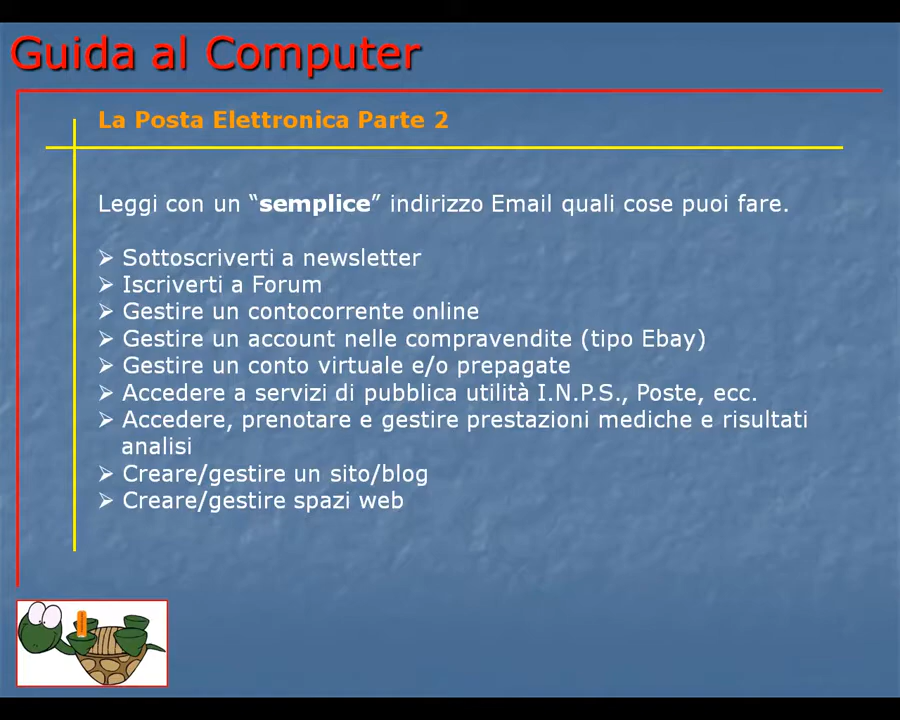 Guida al Computer
La Posta Elettronica Parte 2
Leggi con un “semplice” indirizzo Email quali cose puoi fare.
➢ Sottoscriverti a newsletter
➢ Iscriverti a Forum
➢ Gestire un contocorrente online
➢ Gestire un account nelle compravendite (tipo Ebay)
➢ Gestire un conto virtuale e/o prepagate
➢ Accedere a servizi di pubblica utilità I.N.P.S., Poste, ecc.
➢ Accedere, prenotare e gestire prestazioni mediche e risultati
analisi
➢ Creare/gestire un sito/blog
➢ Creare/gestire spazi web